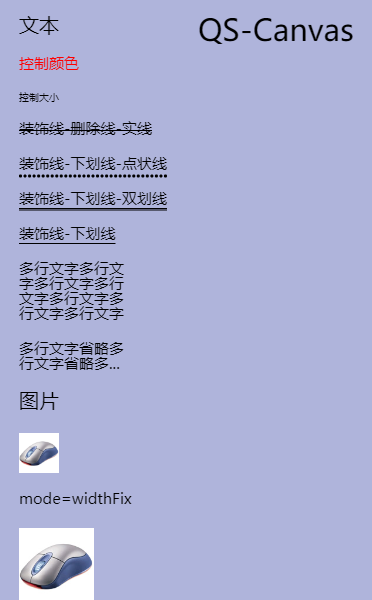 文本
QS-Canvas
控制颜色
控制大小
装饰线-删除线-实线
装饰线-下划线-点状线
装饰线-下划线-双划线
装饰线-下划线
多行文字多行文
字多行文字多行
文字多行文字多
行文字多行文字
多行文字省略多
行文字省略多...
图片
mode=widthFix